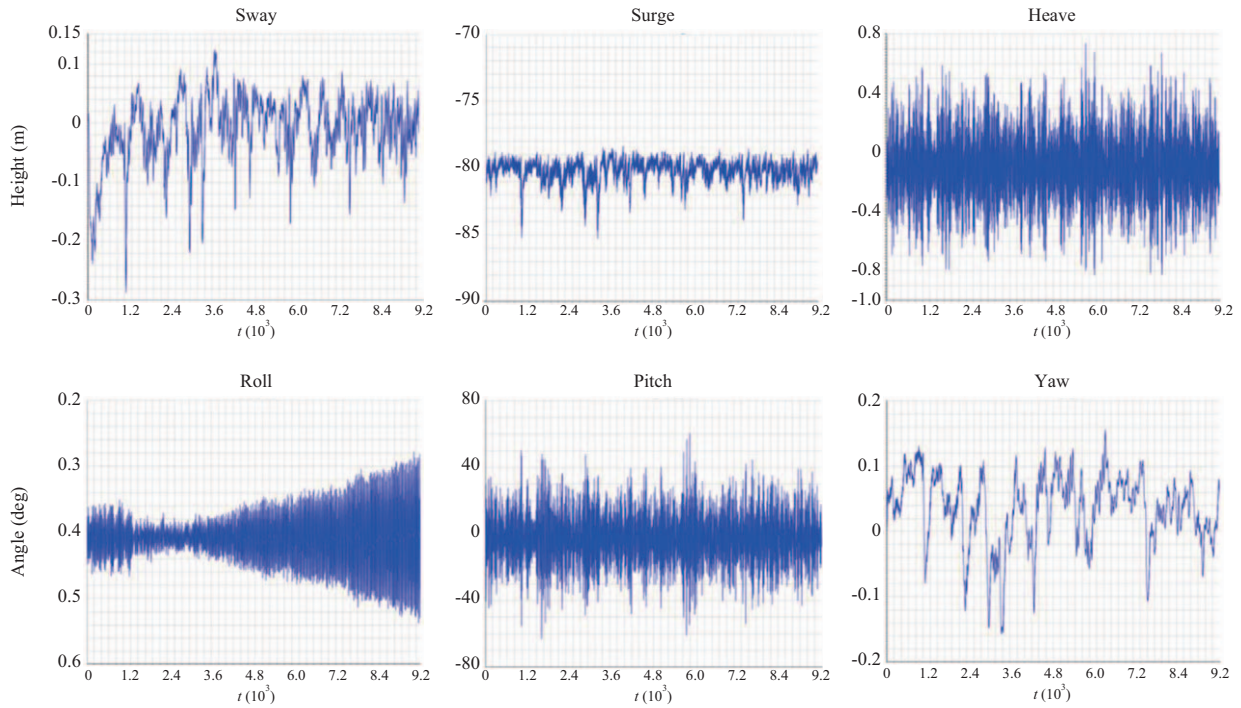 Sway
Surge
Heave
Height (m)
0.15
0.1
0
-0.1
-0.2
-0.3
0 1.2 2.4 3.6 4.8 6.0 7.2 8.4 9.2
t (10³)
-70
-75
-80
-85
-90
0 1.2 2.4 3.6 4.8 6.0 7.2 8.4 9.2
t (10³)
0.8
0.4
0
-0.4
-0.8
-1.0
0 1.2 2.4 3.6 4.8 6.0 7.2 8.4 9.2
t (10³)
Roll
Pitch
Yaw
Angle (deg)
0.2
0.3
0.4
0.5
0.6
0 1.2 2.4 3.6 4.8 6.0 7.2 8.4 9.2
t (10³)
80
40
0
-40
-80
0 1.2 2.4 3.6 4.8 6.0 7.2 8.4 9.2
t (10³)
0.2
0.1
0
-0.1
-0.2
0 1.2 2.4 3.6 4.8 6.0 7.2 8.4 9.2
t (10³)